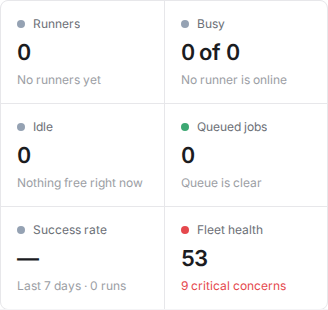 Runners
0
No runners yet
Busy
0 of 0
No runner is online
Idle
0
Nothing free right now
Queued jobs
0
Queue is clear
Success rate
—
Last 7 days · 0 runs
Fleet health
53
9 critical concerns